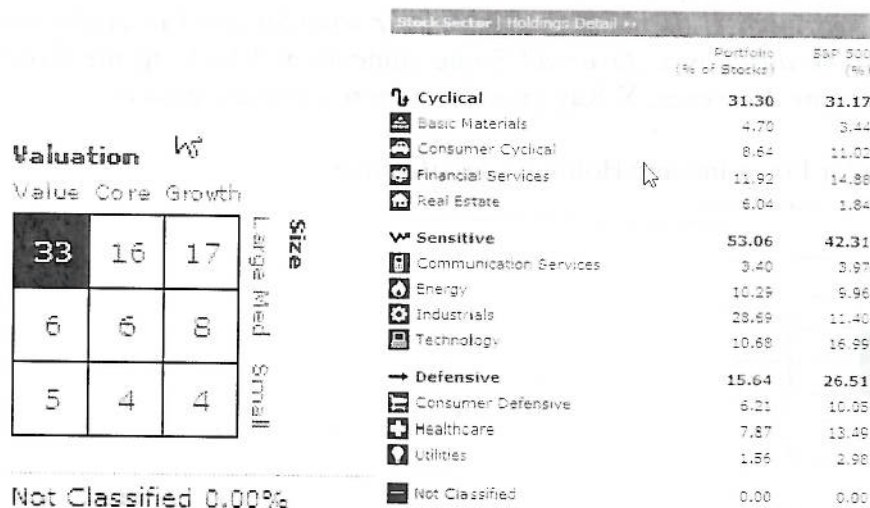 Valuation
Value Core Growth
33 16 17 Large
6 6 8 Med
5 4 4 Small
Size
Not Classified 0.00%
Stock Sector | Holdings Detail
Portfolio S&P 500
(% of Stocks) (%)
Cyclical 31.30 31.17
Basic Materials 4.70 3.44
Consumer Cyclical 8.64 11.02
Financial Services 11.92 14.88
Real Estate 6.04 1.84
Sensitive 53.06 42.31
Communication Services 3.40 3.97
Energy 10.29 9.96
Industrials 28.69 11.40
Technology 10.68 16.99
Defensive 15.64 26.51
Consumer Defensive 6.21 10.05
Healthcare 7.87 13.49
Utilities 1.56 2.98
Not Classified 0.00 0.00